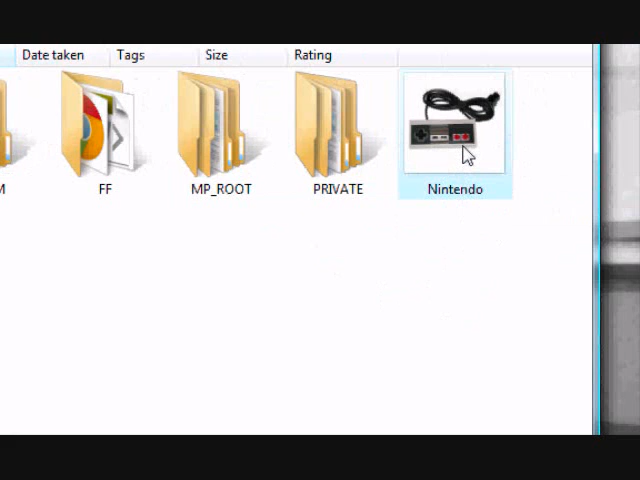 Date taken Tags Size Rating
M FF MP_ROOT PRIVATE Nintendo